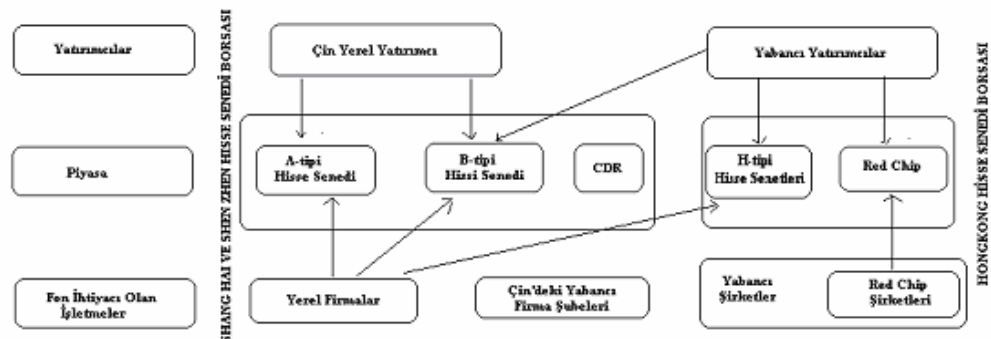 Yatırımcılar
Çin Yerel Yatırımcı
Yabancı Yatırımcılar
SHANG HAI VE SHEN ZHEN HISSE SENEDİ BORSASI
HONGKONG HİSSE SENEDİ BORSASI
Piyasa
A-tipi
Hisse Senedi
B-tipi
Hissi Senedi
CDR
H-tipi
Hisse Senetleri
Red Chip
Fon İhtiyacı Olan
İşletmeler
Yerel Firmalar
Çin'deki Yabancı
Firma Şubeleri
Yabancı
Şirketler
Red Chip
Şirketleri